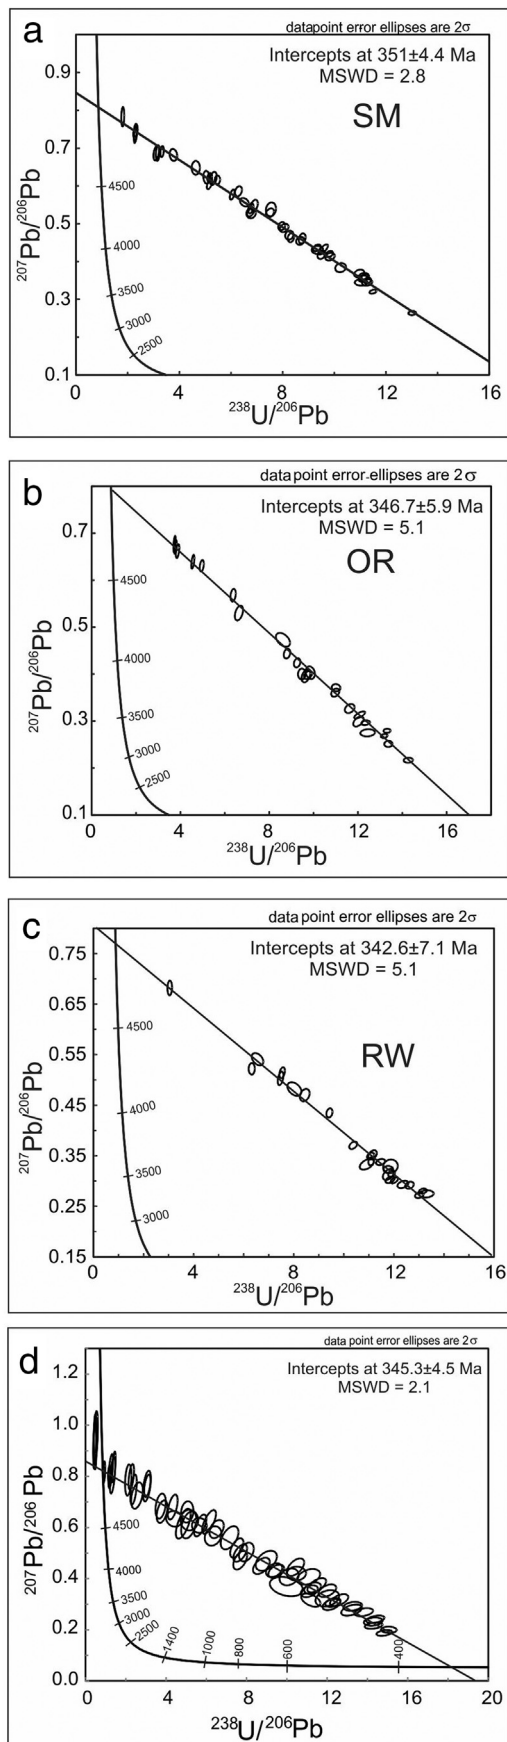 a
datapoint error ellipses are 2σ
Intercepts at 351±4.4 Ma
MSWD = 2.8
SM
0.9
0.7
0.5
0.3
0.1
207Pb/206Pb
4500
4000
3500
3000
2500
0 4 8 12 16
238U/206Pb
b
data point error-ellipses are 2σ
Intercepts at 346.7±5.9 Ma
MSWD = 5.1
OR
0.7
0.5
0.3
0.1
207Pb/206Pb
4500
4000
3500
3000
2500
0 4 8 12 16
238U/206Pb
c
data point error ellipses are 2σ
Intercepts at 342.6±7.1 Ma
MSWD = 5.1
RW
0.75
0.65
0.55
0.45
0.35
0.25
0.15
207Pb/206Pb
4500
4000
3500
3000
0 4 8 12 16
238U/206Pb
d
data point error ellipses are 2σ
Intercepts at 345.3±4.5 Ma
MSWD = 2.1
1.2
1.0
0.8
0.6
0.4
0.2
0.0
207Pb/206 Pb
4500
4000
3500
3000
2500
1400
1000
800
600
400
0 4 8 12 16 20
238U/206Pb